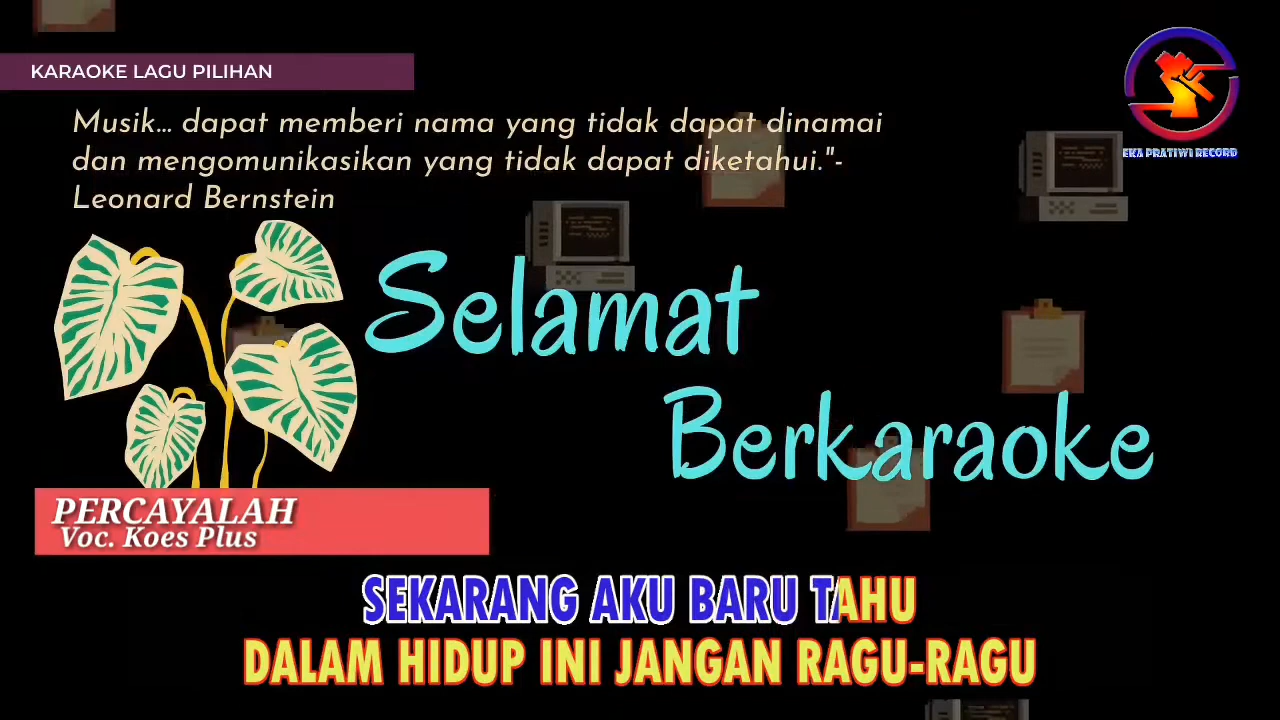 KARAOKE LAGU PILIHAN
Musik... dapat memberi nama yang tidak dapat dinamai
dan mengomunikasikan yang tidak dapat diketahui."-
Leonard Bernstein
EKA PRATIWI RECORD
Selamat
Berkaraoke
PERCAYALAH
Voc. Koes Plus
SEKARANG AKU BARU TAHU
DALAM HIDUP INI JANGAN RAGU-RAGU